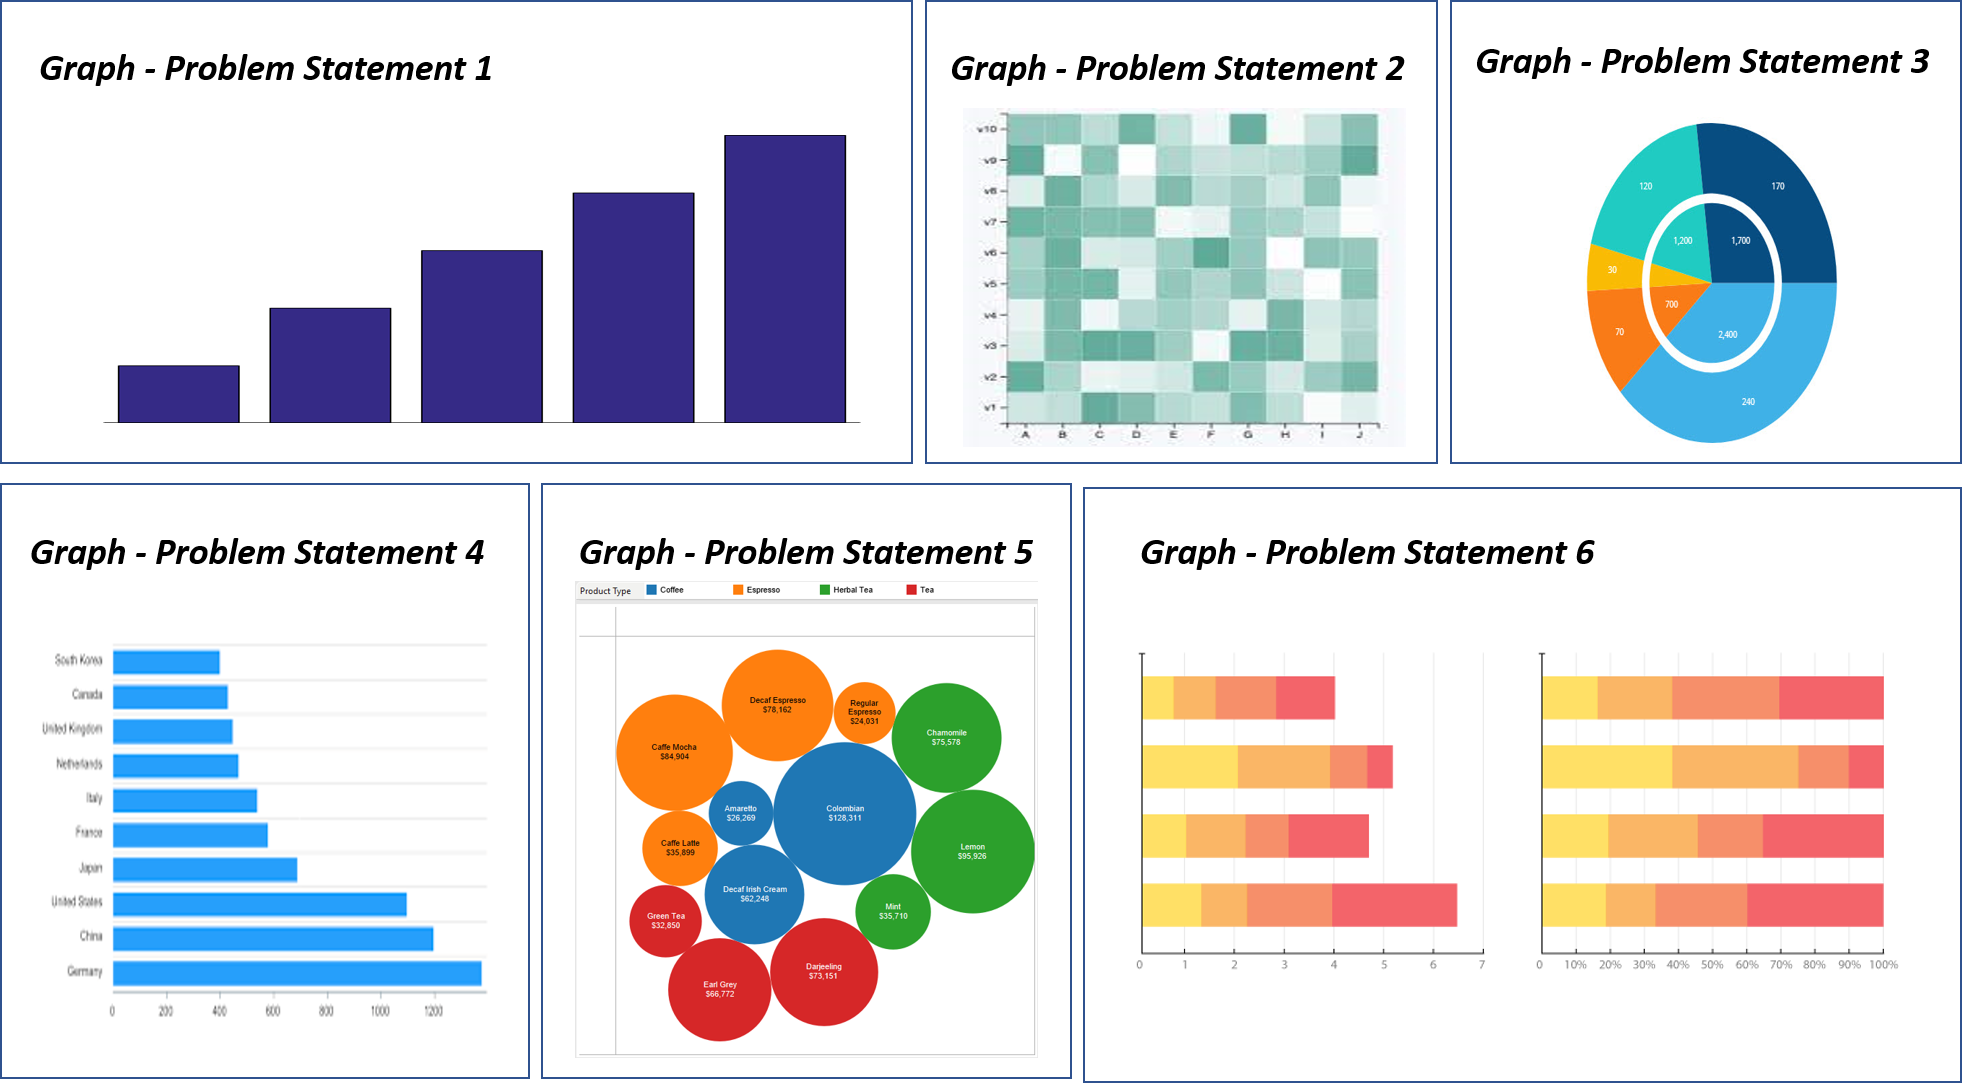 Graph - Problem Statement 1
Graph - Problem Statement 2
v10
v9
v8
v7
v6
v5
v4
v3
v2
v1
A B C D E F G H I J
Graph - Problem Statement 3
120
170
1,200
1,700
30
700
70
2,400
240
Graph - Problem Statement 4
South Korea
Canada
United Kingdom
Netherlands
Italy
France
Japan
United States
China
Germany
0 200 400 600 800 1000 1200
Graph - Problem Statement 5
Product Type Coffee Espresso Herbal Tea Tea
Decaf Espresso
$78,162
Regular
Espresso
$24,031
Chamomile
$75,578
Caffe Mocha
$84,904
Amaretto
$26,269
Colombian
$128,311
Caffe Latte
$35,899
Lemon
$95,926
Decaf Irish Cream
$62,248
Mint
$35,710
Green Tea
$32,850
Darjeeling
$73,151
Earl Grey
$66,772
Graph - Problem Statement 6
0 1 2 3 4 5 6 7
0 10% 20% 30% 40% 50% 60% 70% 80% 90% 100%